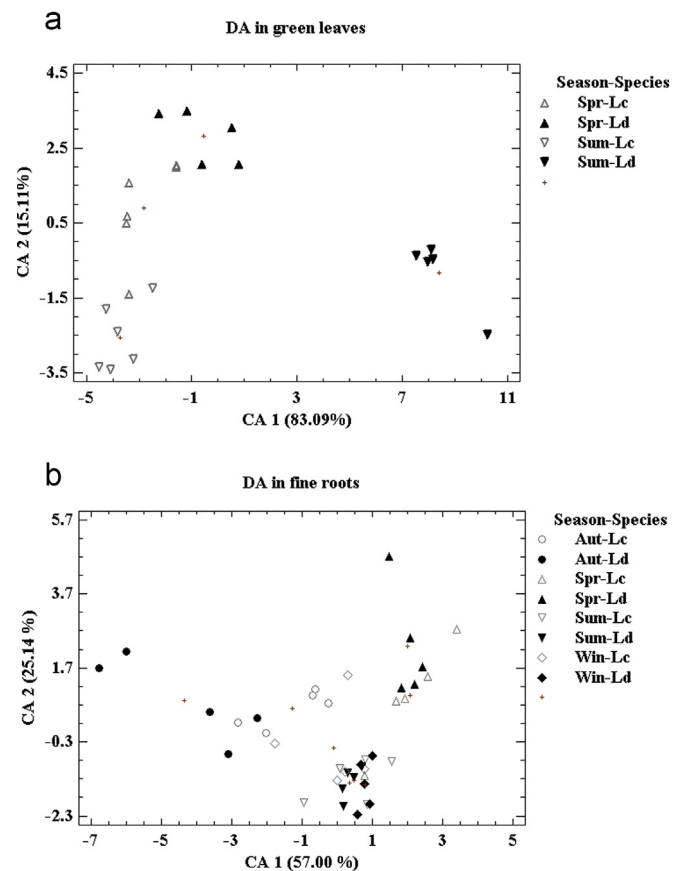 a
DA in green leaves
4.5
2.5
0.5
-1.5
-3.5
CA 2 (15.11%)
-5 -1 3 7 11
CA 1 (83.09%)
Season-Species
Spr-Lc
Spr-Ld
Sum-Lc
Sum-Ld
b
DA in fine roots
5.7
3.7
1.7
-0.3
-2.3
CA 2 (25.14 %)
-7 -5 -3 -1 1 3 5
CA 1 (57.00 %)
Season-Species
Aut-Lc
Aut-Ld
Spr-Lc
Spr-Ld
Sum-Lc
Sum-Ld
Win-Lc
Win-Ld